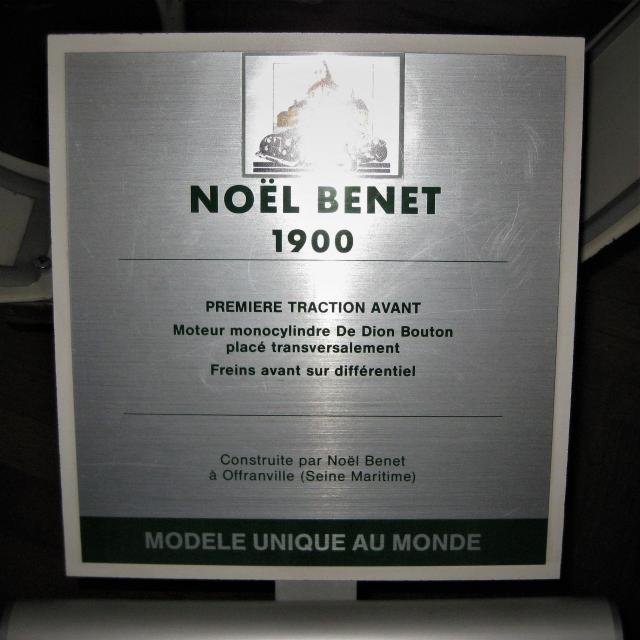 NOËL BENET
1900
PREMIERE TRACTION AVANT
Moteur monocylindre De Dion Bouton
placé transversalement
Freins avant sur différentiel
Construite par Noël Benet
à Offranville (Seine Maritime)
MODELE UNIQUE AU MONDE